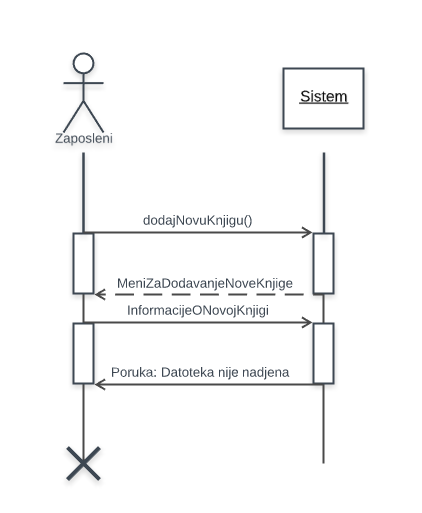 Zaposleni
Sistem
dodajNovuKnjigu()
MeniZaDodavanjeNoveKnjige
InformacijeONovojKnjigi
Poruka: Datoteka nije nadjena